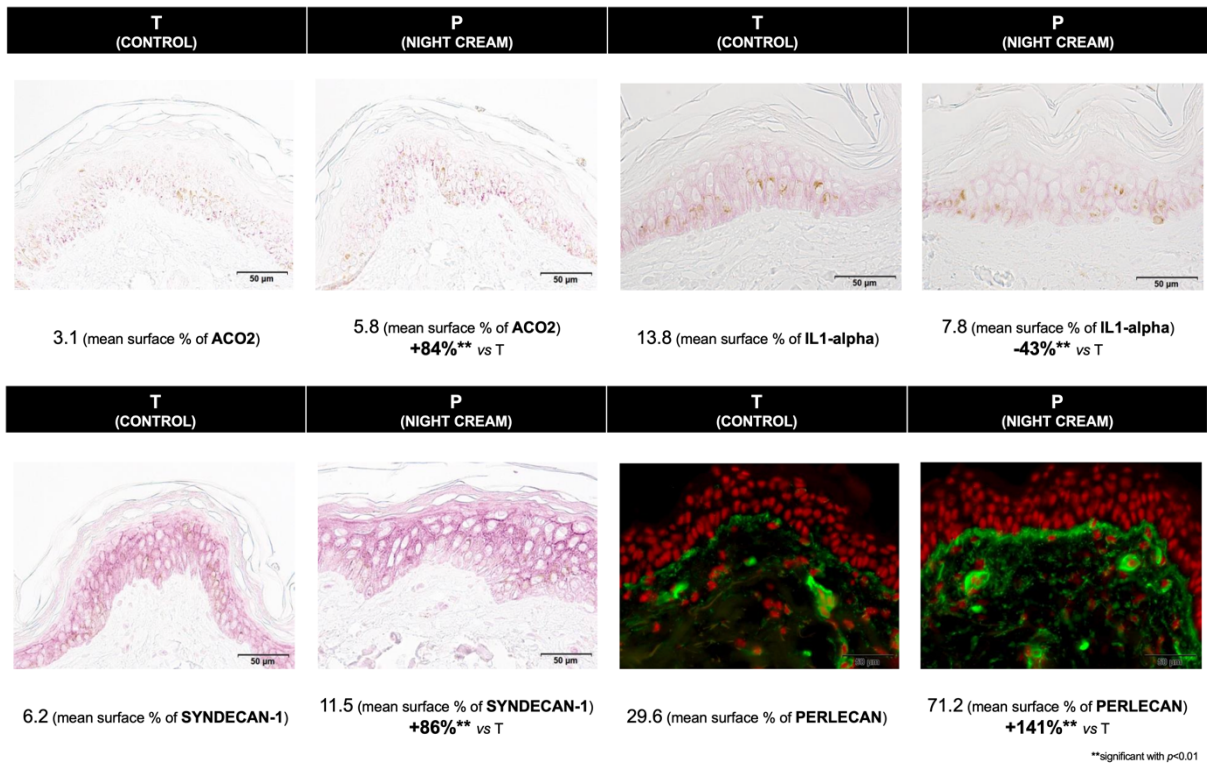 T
(CONTROL)
P
(NIGHT CREAM)
T
(CONTROL)
P
(NIGHT CREAM)
50 µm
50 µm
50 µm
50 µm
3.1 (mean surface % of ACO2)
5.8 (mean surface % of ACO2)
+84%** vs T
13.8 (mean surface % of IL1-alpha)
7.8 (mean surface % of IL1-alpha)
-43%** vs T
T
(CONTROL)
P
(NIGHT CREAM)
T
(CONTROL)
P
(NIGHT CREAM)
50 µm
50 µm
50 µm
50 µm
6.2 (mean surface % of SYNDECAN-1)
11.5 (mean surface % of SYNDECAN-1)
+86%** vs T
29.6 (mean surface % of PERLECAN)
71.2 (mean surface % of PERLECAN)
+141%** vs T
**significant with p<0.01